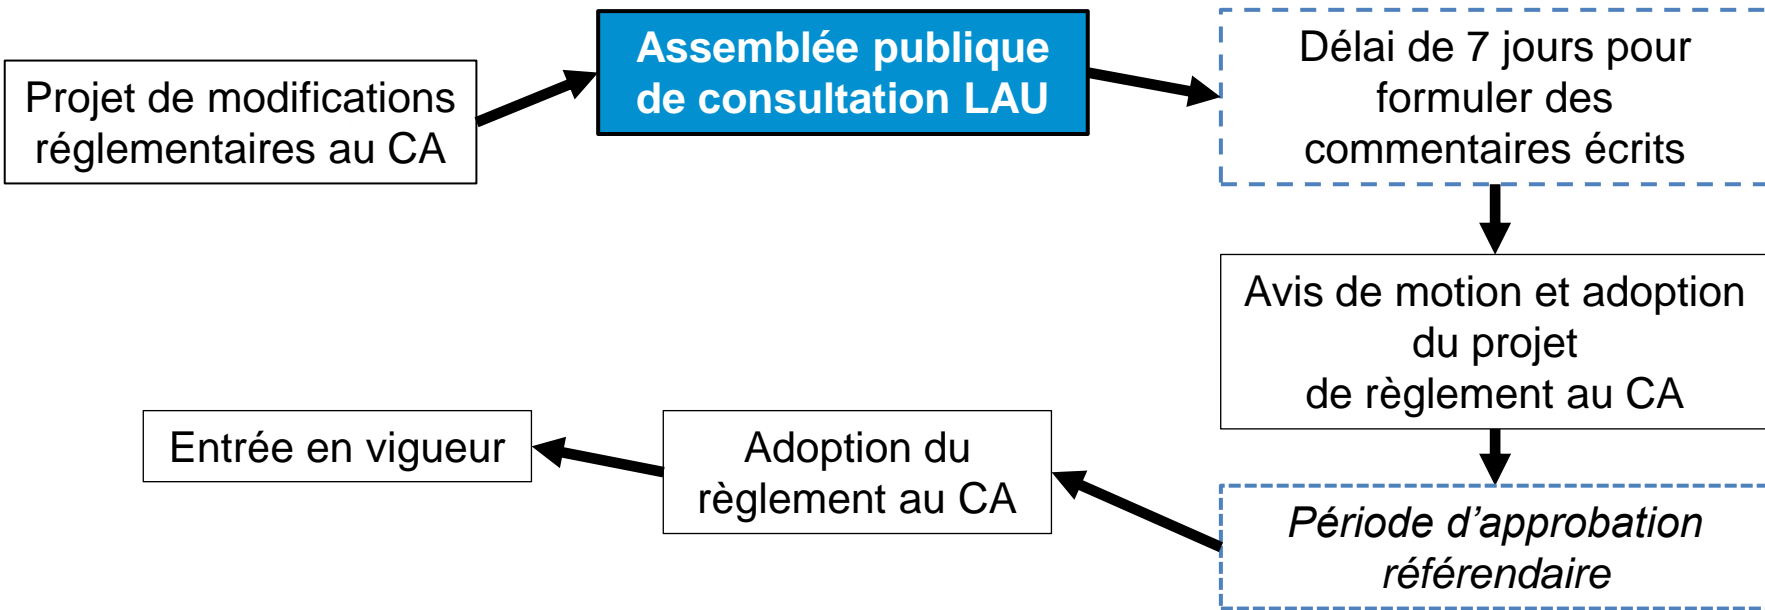 Projet de modifications
réglementaires au CA
Assemblée publique
de consultation LAU
Délai de 7 jours pour
formuler des
commentaires écrits
Avis de motion et adoption
du projet
de règlement au CA
Période d’approbation
référendaire
Adoption du
règlement au CA
Entrée en vigueur